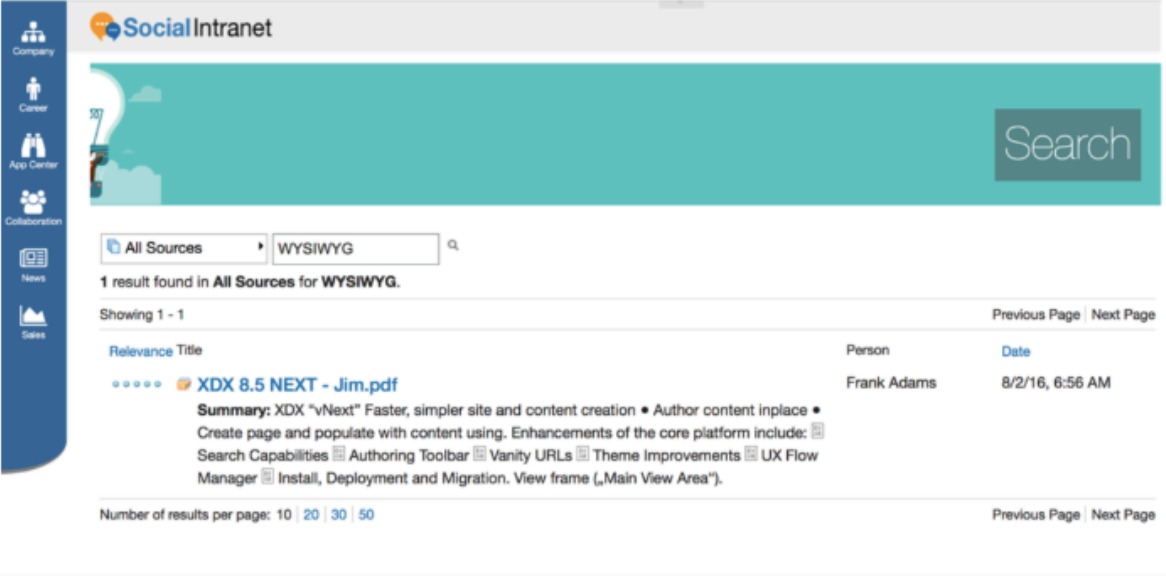 SocialIntranet
Company
Career
App Center
Collaboration
News
Sales
Search
All Sources
WYSIWYG
1 result found in All Sources for WYSIWYG.
Showing 1 - 1
Previous Page | Next Page
Relevance Title Person Date
XDX 8.5 NEXT - Jim.pdf Frank Adams 8/2/16, 6:56 AM
Summary: XDX "vNext" Faster, simpler site and content creation • Author content inplace •
Create page and populate with content using. Enhancements of the core platform include:
Search Capabilities Authoring Toolbar Vanity URLs Theme Improvements UX Flow
Manager Install, Deployment and Migration. View frame („Main View Area“).
Number of results per page: 10 | 20 | 30 | 50 Previous Page | Next Page